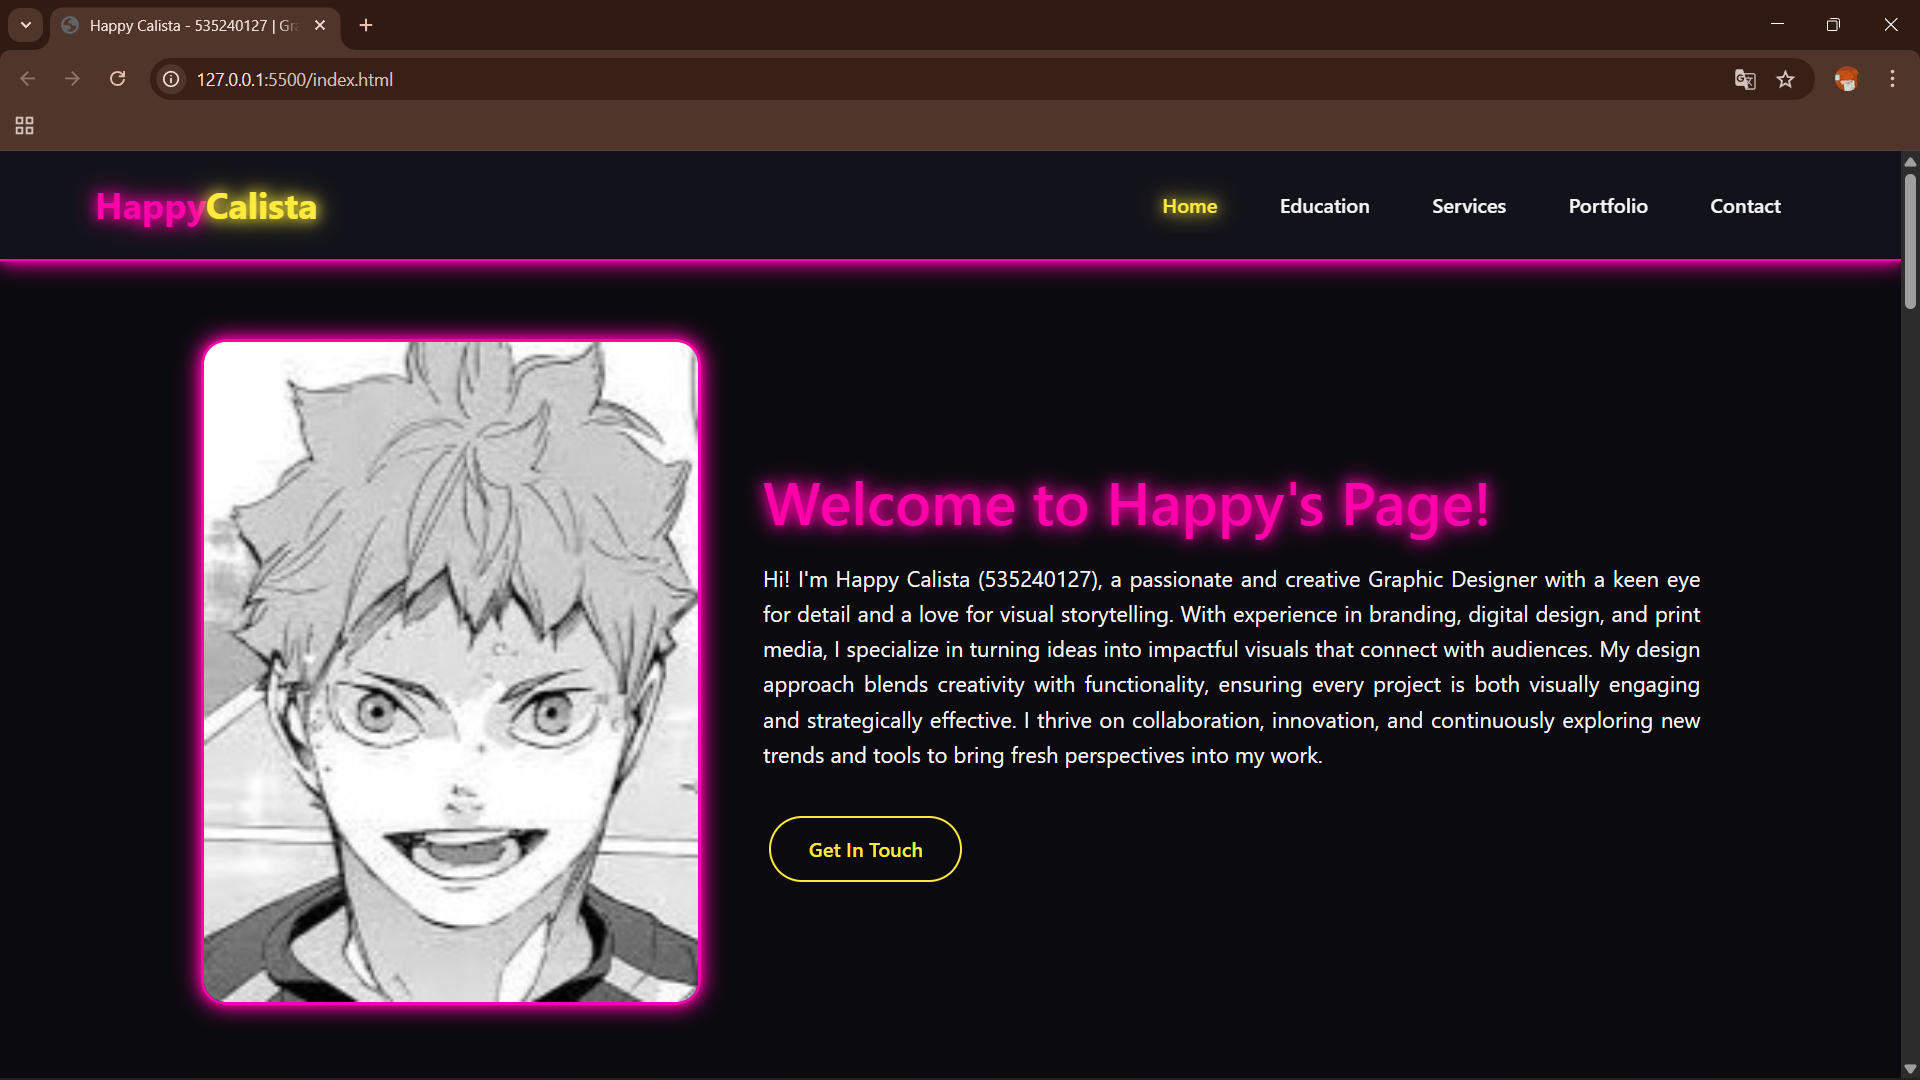 Happy Calista - 535240127 | Gr
127.0.0.1:5500/index.html
HappyCalista
Home Education Services Portfolio Contact
Welcome to Happy's Page!
Hi! I'm Happy Calista (535240127), a passionate and creative Graphic Designer with a keen eye
for detail and a love for visual storytelling. With experience in branding, digital design, and print
media, I specialize in turning ideas into impactful visuals that connect with audiences. My design
approach blends creativity with functionality, ensuring every project is both visually engaging
and strategically effective. I thrive on collaboration, innovation, and continuously exploring new
trends and tools to bring fresh perspectives into my work.
Get In Touch